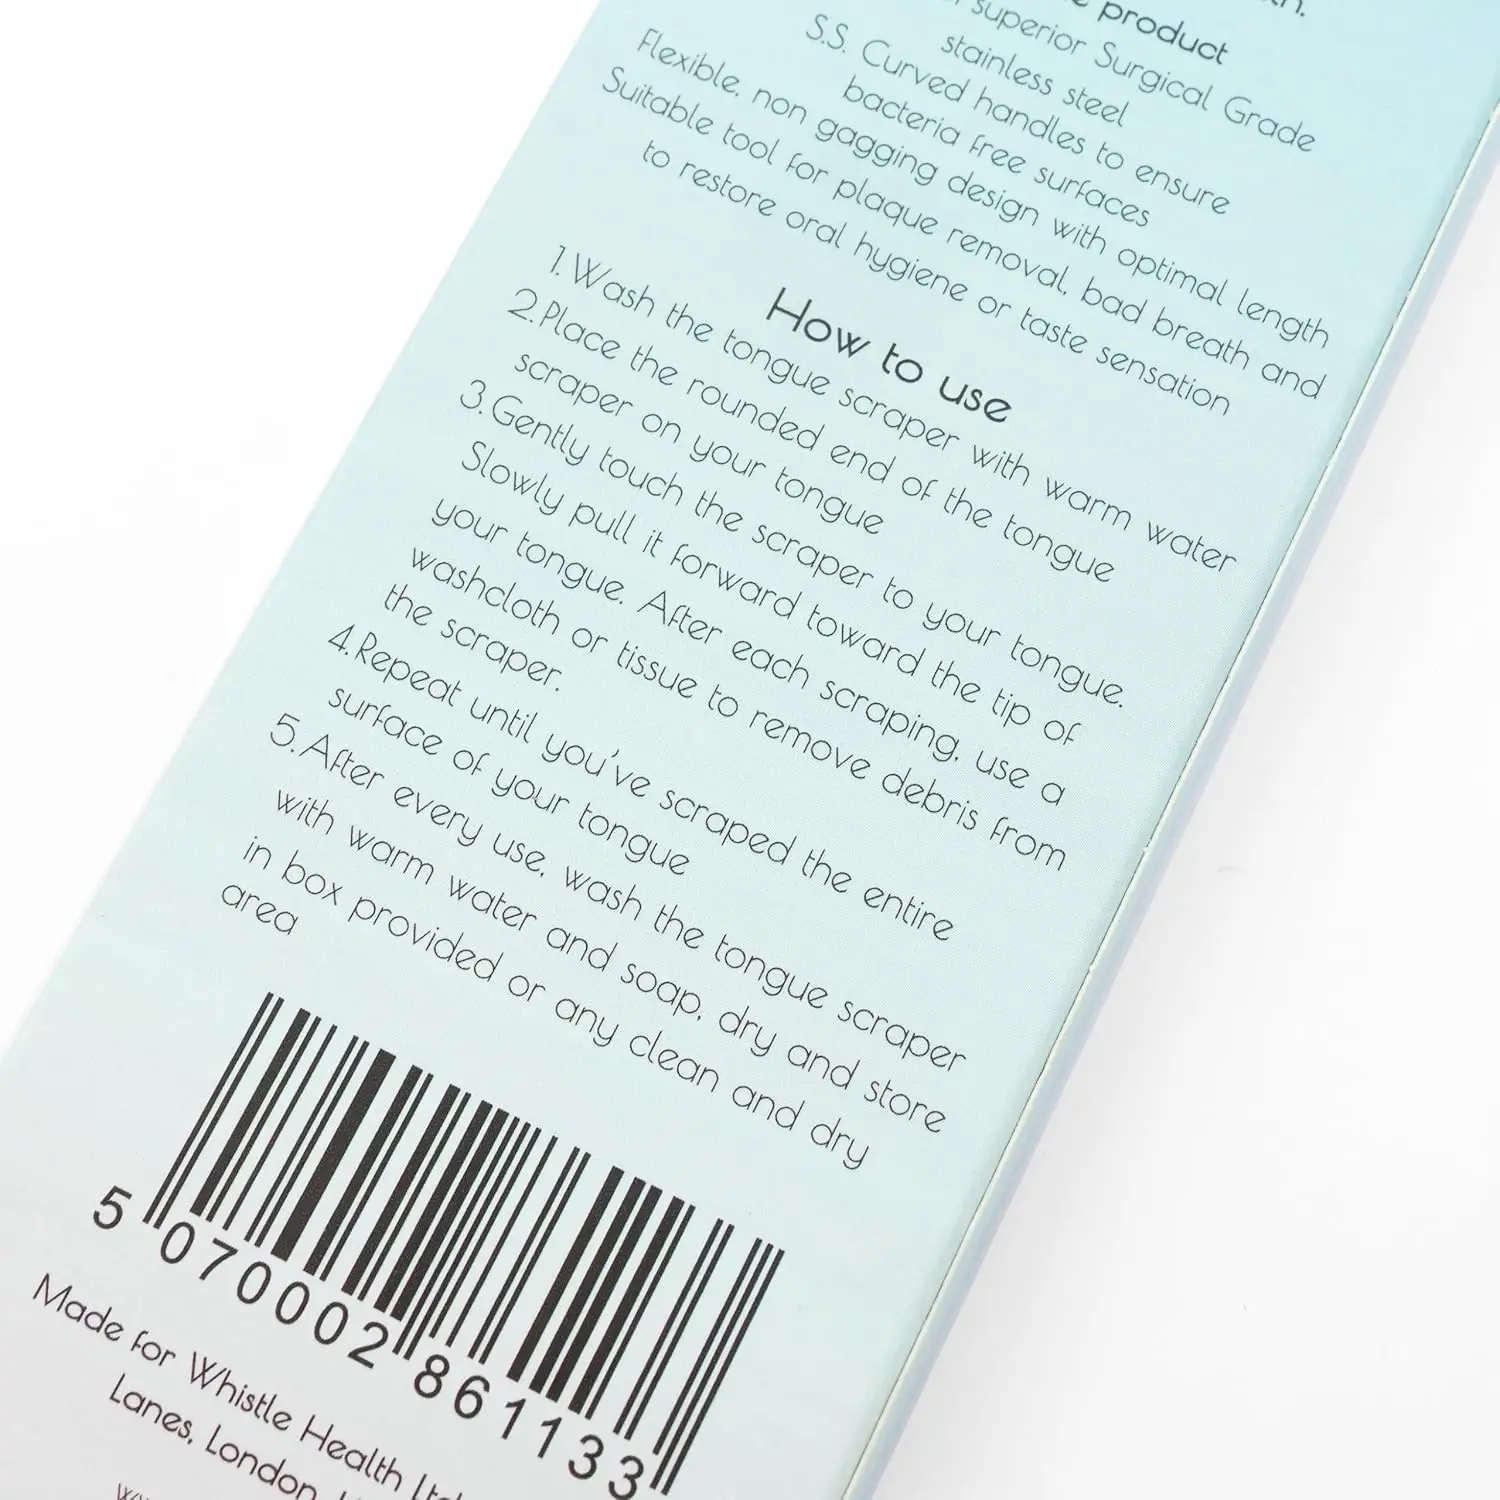 product
superior Surgical Grade
stainless steel
S.S. Curved handles to ensure
bacteria free surfaces
Flexible, non gagging design with optimal length
Suitable tool for plaque removal, bad breath and
to restore oral hygiene or taste sensation
How to use
1. Wash the tongue scraper with warm water
2. Place the rounded end of the tongue
scraper on your tongue
3. Gently touch the scraper to your tongue.
Slowly pull it forward toward the tip of
your tongue. After each scraping, use a
washcloth or tissue to remove debris from
the scraper.
4. Repeat until you've scraped the entire
surface of your tongue
5. After every use, wash the tongue scraper
with warm water and soap, dry and store
in box provided or any clean and dry
area
5 070002 861133
Made for Whistle Health Ltd
Lanes, London,